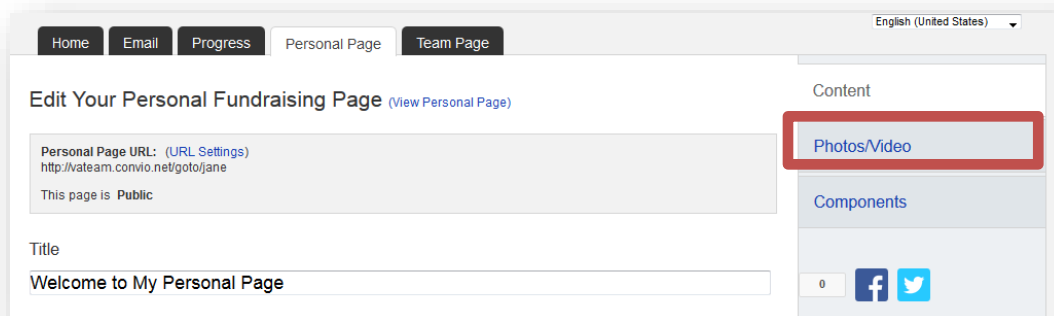 English (United States)
Home Email Progress Personal Page Team Page
Edit Your Personal Fundraising Page (View Personal Page)
Personal Page URL: (URL Settings)
http://vateam.convio.net/goto/jane
This page is Public
Title
Welcome to My Personal Page
Content
Photos/Video
Components
0